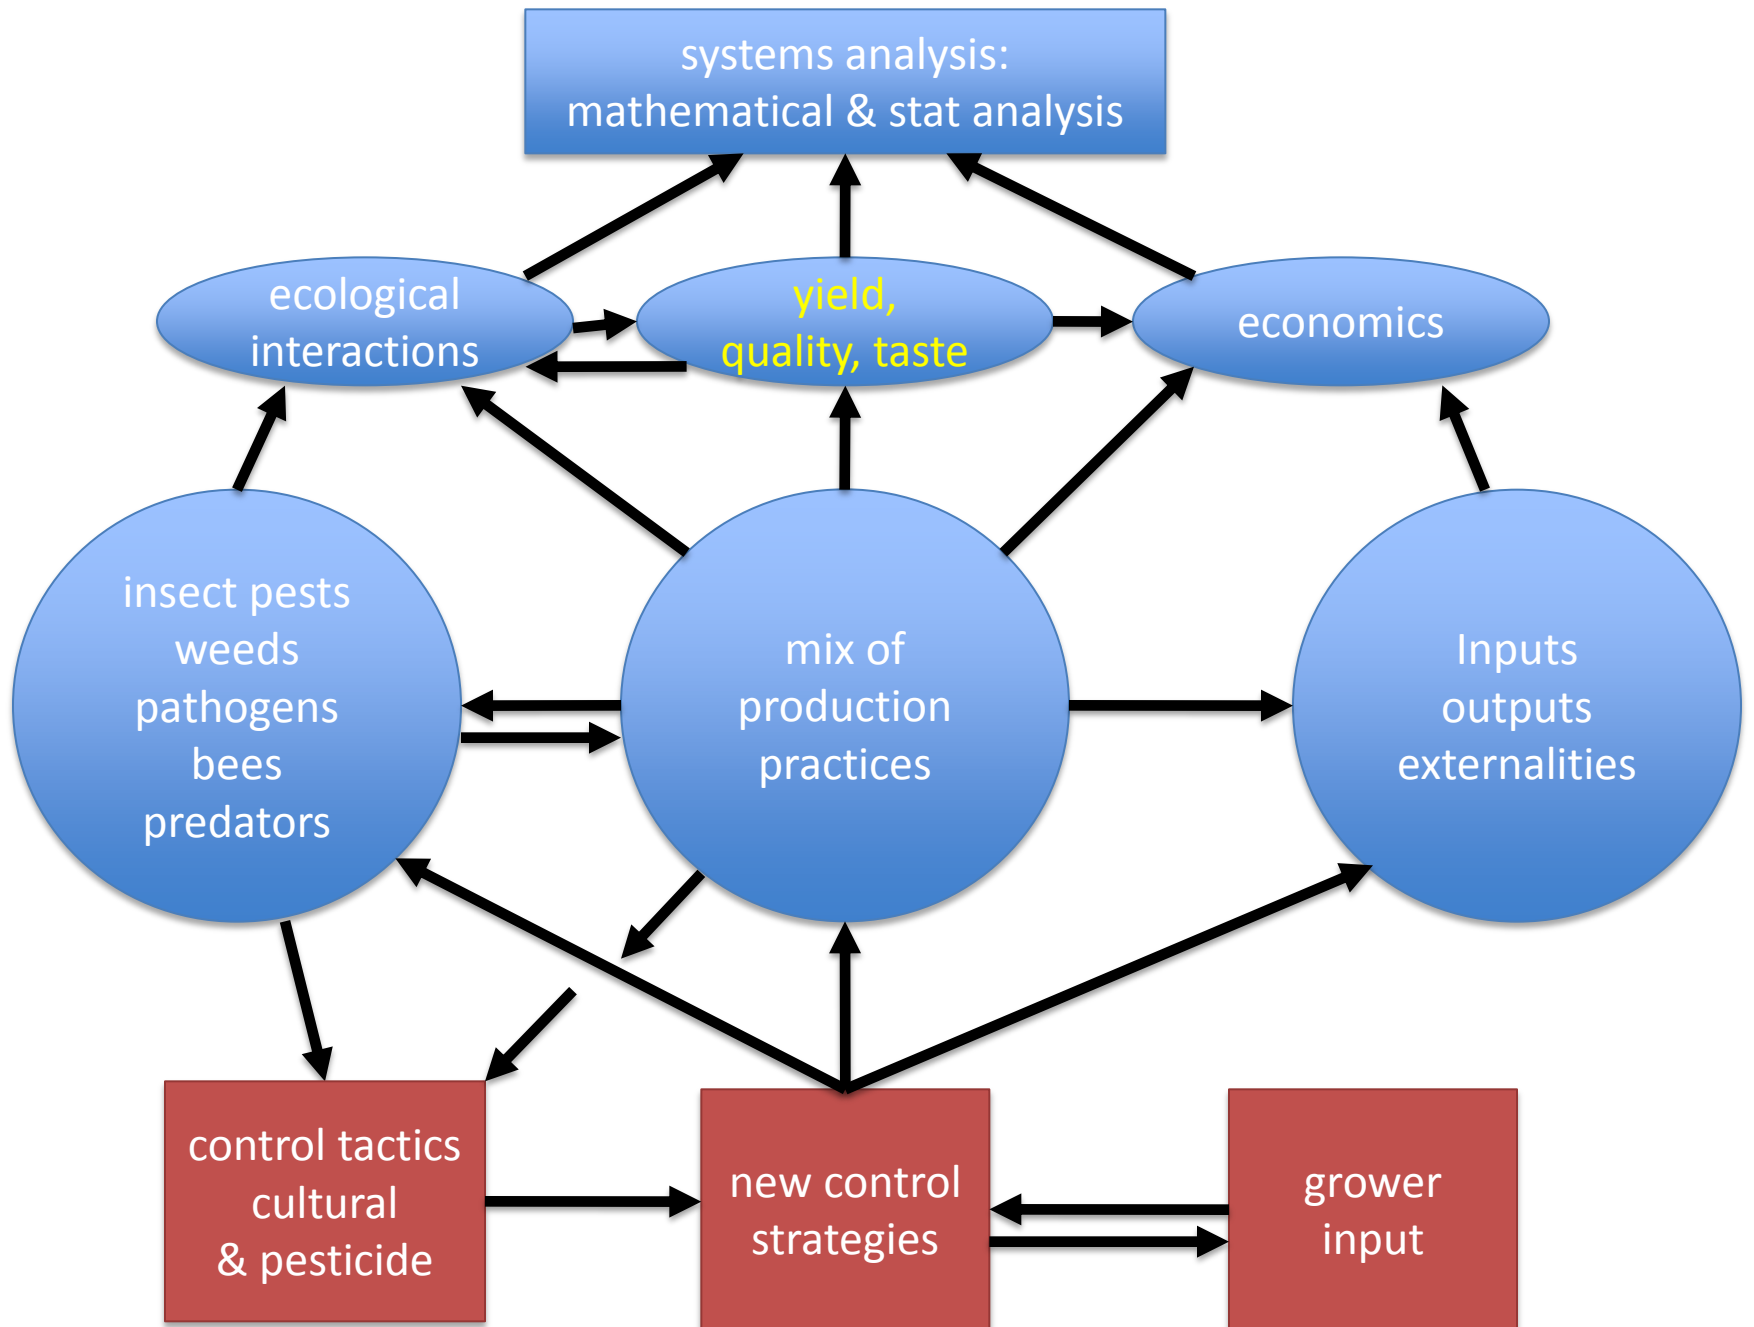 systems analysis:
mathematical & stat analysis
ecological
interactions
yield,
quality, taste
economics
insect pests
weeds
pathogens
bees
predators
mix of
production
practices
Inputs
outputs
externalities
control tactics
cultural
& pesticide
new control
strategies
grower
input